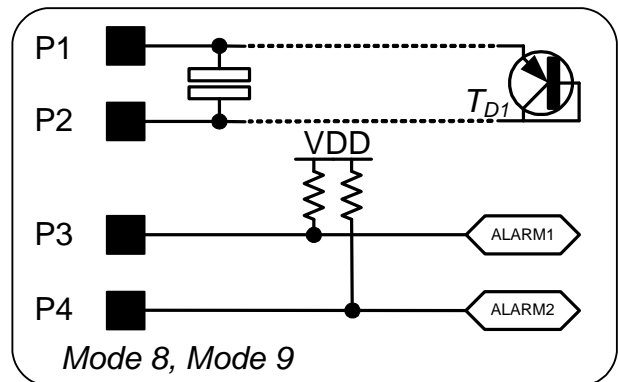 P1
P2
T_D1
VDD
P3
ALARM1
P4
ALARM2
Mode 8, Mode 9